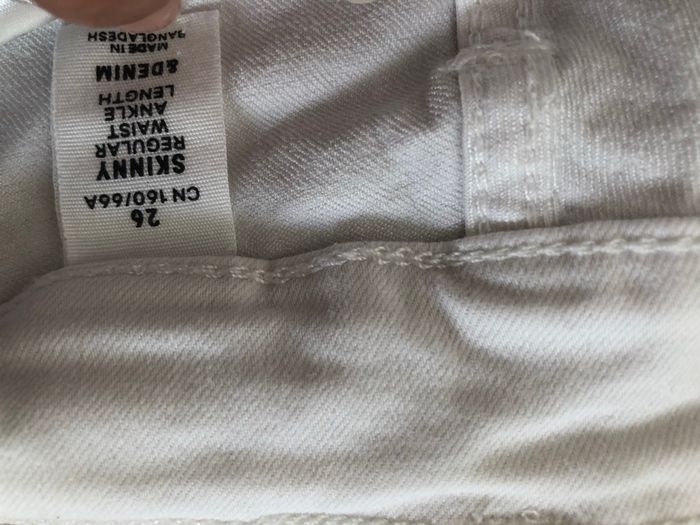 26
CN 160/66A
SKINNY
REGULAR
WAIST
ANKLE
LENGTH
&DENIM
MADE IN
BANGLADESH